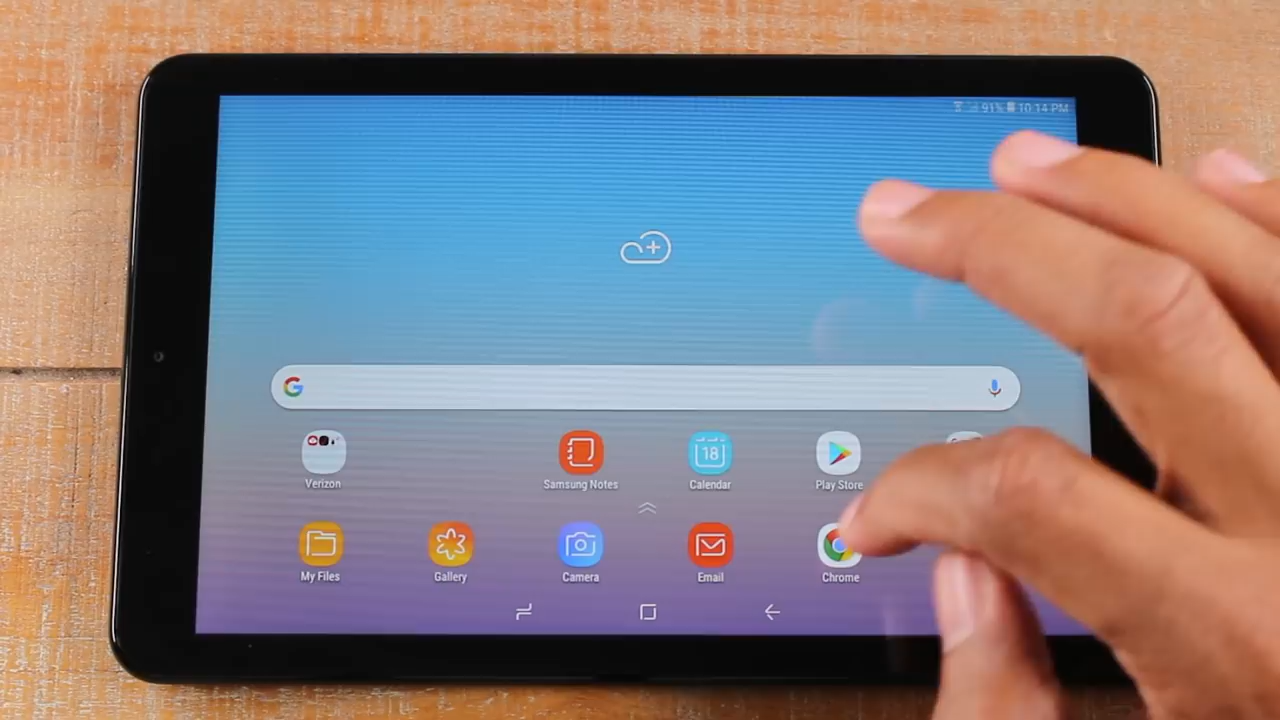 91% 10:14 PM
G
Verizon
18
Samsung Notes
Calendar
Play Store
My Files
Gallery
Camera
Email
Chrome